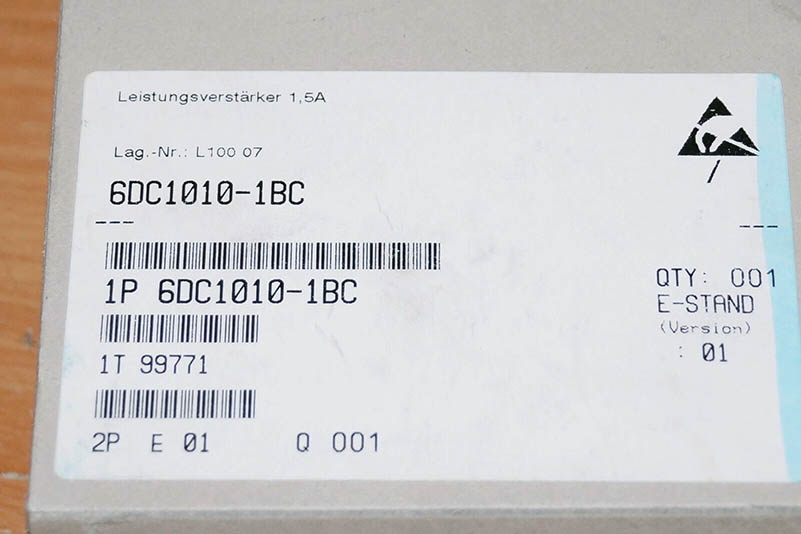 Leistungsverstärker 1,5A
Lag.-Nr.: L100 07
6DC1010-1BC
--- ---
1P 6DC1010-1BC
QTY: 001
E-STAND
(Version)
: 01
1T 99771
2P E 01 Q 001